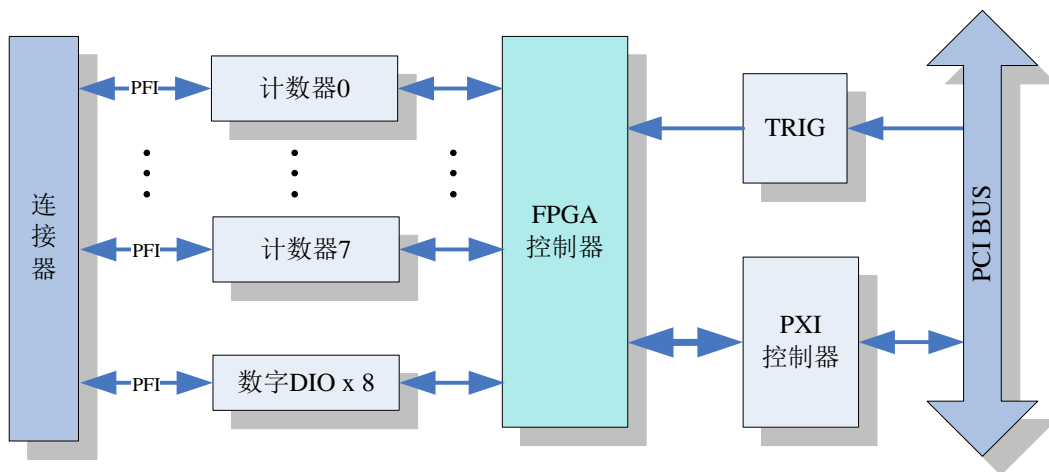 连接器
PFI
计数器0
PFI
计数器7
PFI
数字DIO x 8
FPGA
控制器
TRIG
PXI
控制器
PCI BUS